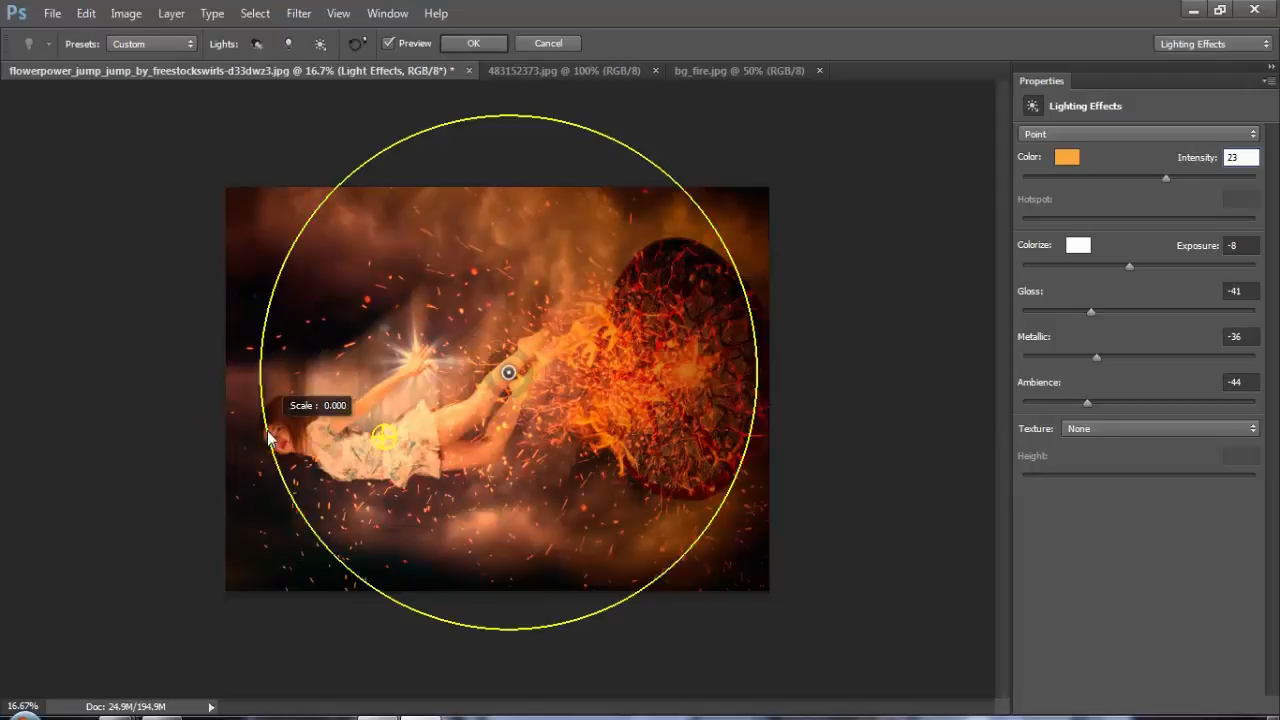 Ps File Edit Image Layer Type Select Filter View Window Help
Presets: Custom Lights: Preview OK Cancel Lighting Effects
flowerpower_jump_jump_by_freestockswirls-d33dwz3.jpg @ 16.7% (Light Effects, RGB/8*) * × 483152373.jpg @ 100% (RGB/8) × bg_fire.jpg @ 50% (RGB/8) ×
Properties
Lighting Effects
Point
Color: Intensity: 23
Hotspot:
Colorize: Exposure: -8
Gloss: -41
Metallic: -36
Ambience: -44
Texture: None
Height:
Scale : 0.000
16.67% Doc: 24.9M/194.9M